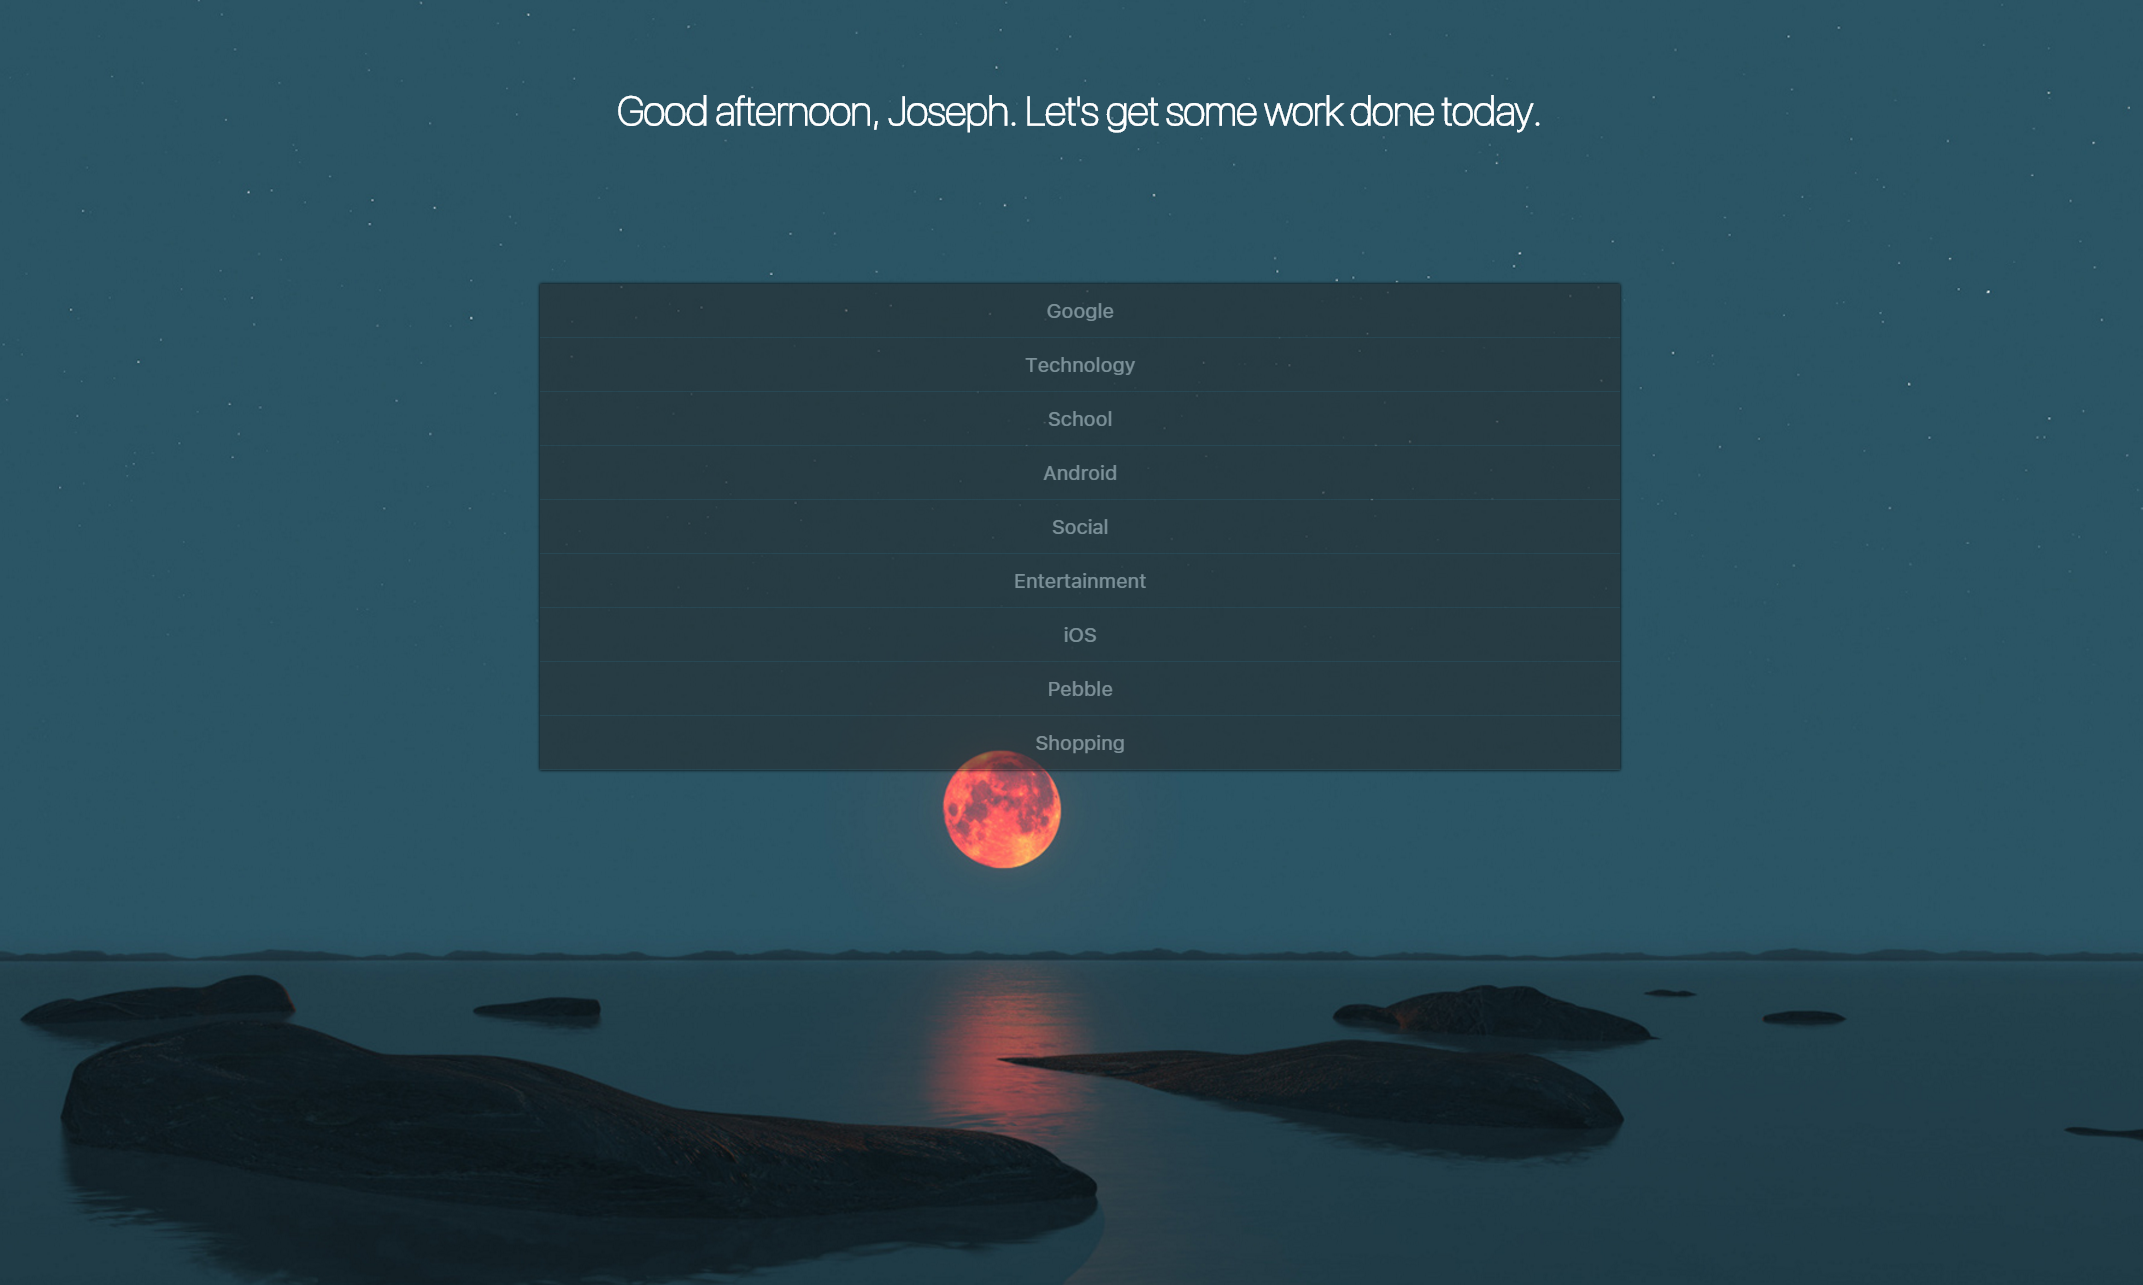 Good afternoon, Joseph. Let's get some work done today.
Google
Technology
School
Android
Social
Entertainment
iOS
Pebble
Shopping